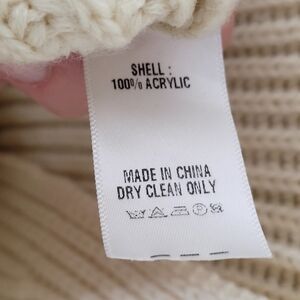 SHELL :
100% ACRYLIC
MADE IN CHINA
DRY CLEAN ONLY